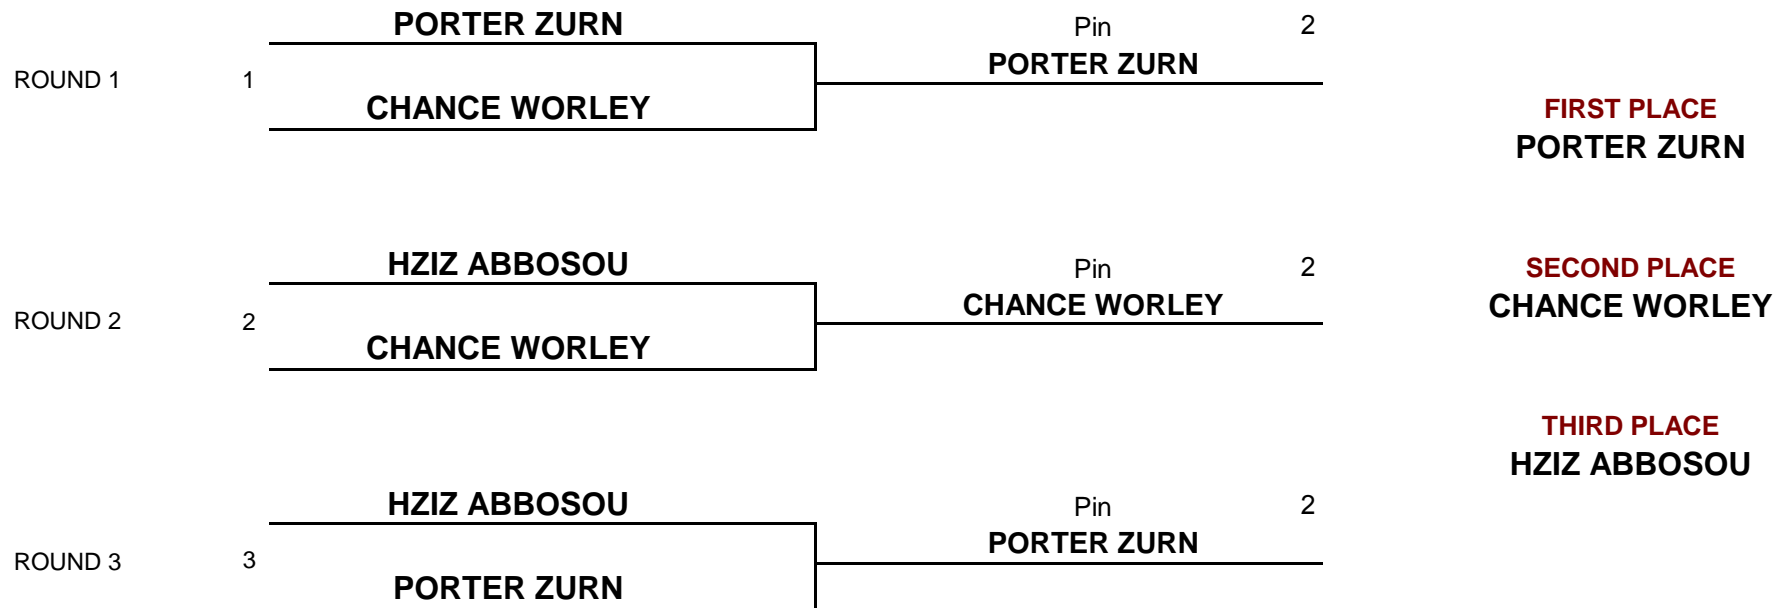 PORTER ZURN
Pin 2
PORTER ZURN
ROUND 1 1
CHANCE WORLEY
FIRST PLACE
PORTER ZURN
HZIZ ABBOSOU
Pin 2
SECOND PLACE
CHANCE WORLEY
CHANCE WORLEY
ROUND 2 2
CHANCE WORLEY
THIRD PLACE
HZIZ ABBOSOU
HZIZ ABBOSOU
Pin 2
PORTER ZURN
ROUND 3 3
PORTER ZURN